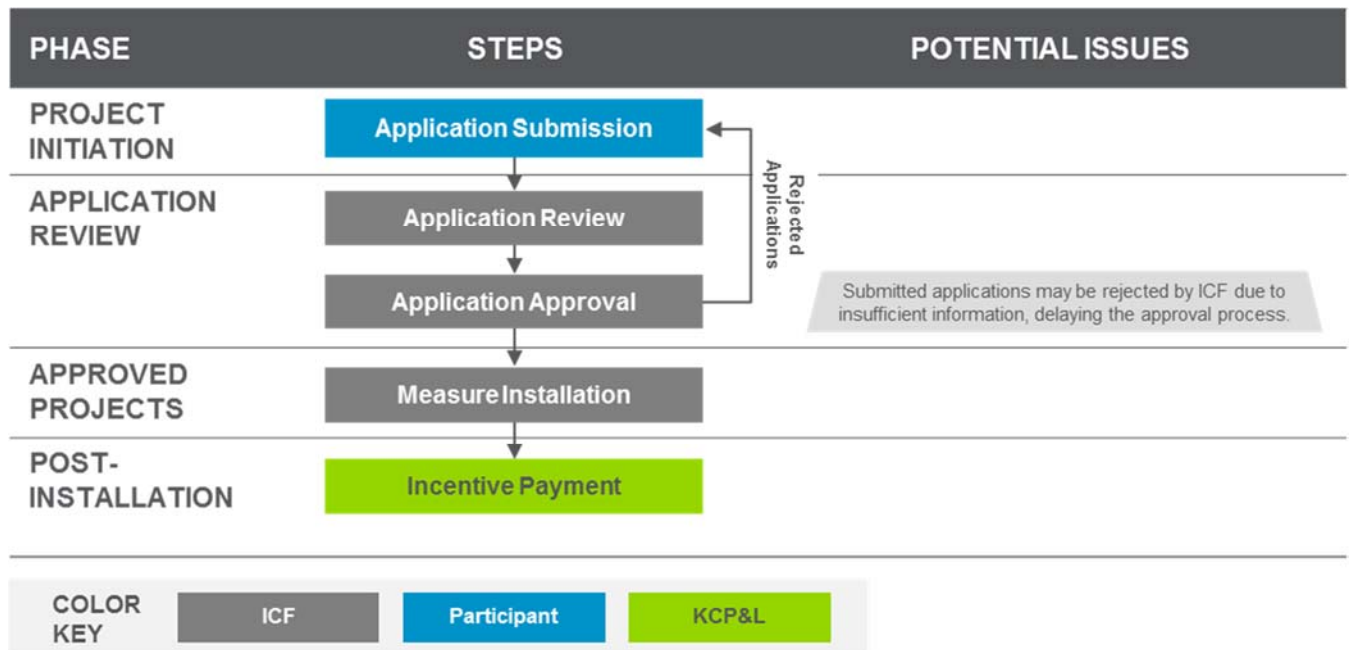 PHASE
STEPS
POTENTIAL ISSUES
PROJECT
INITIATION
Application Submission
Rejected
Applications
APPLICATION
REVIEW
Application Review
Application Approval
Submitted applications may be rejected by ICF due to
insufficient information, delaying the approval process.
APPROVED
PROJECTS
Measure Installation
POST-
INSTALLATION
Incentive Payment
COLOR
KEY
ICF
Participant
KCP&L